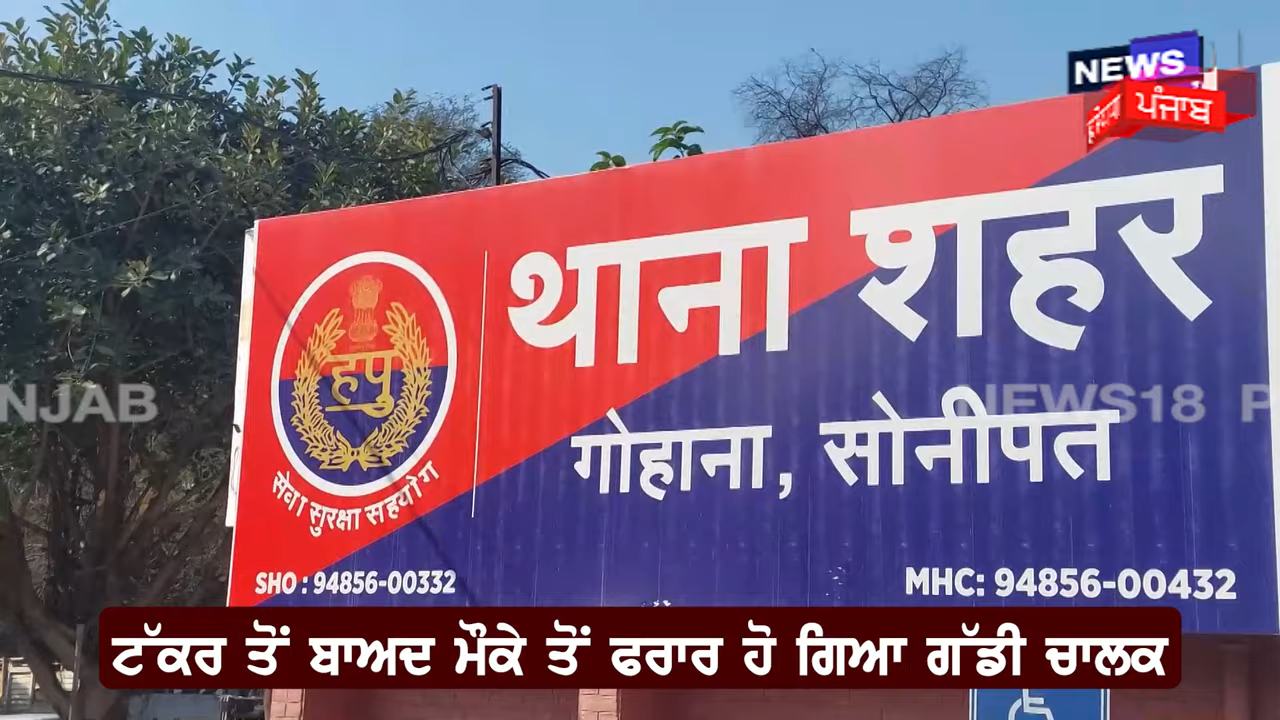 NEWS
ਪੰਜਾਬ
थाना शहर
हपु
गोहाना, सोनीपत
सेवा सुरक्षा सहयोग
NJAB
NEWS18 P
SHO : 94856-00332
MHC: 94856-00432
ਟੱਕਰ ਤੋਂ ਬਾਅਦ ਮੌਕੇ ਤੋਂ ਫਰਾਰ ਹੋ ਗਿਆ ਗੱਡੀ ਚਾਲਕ